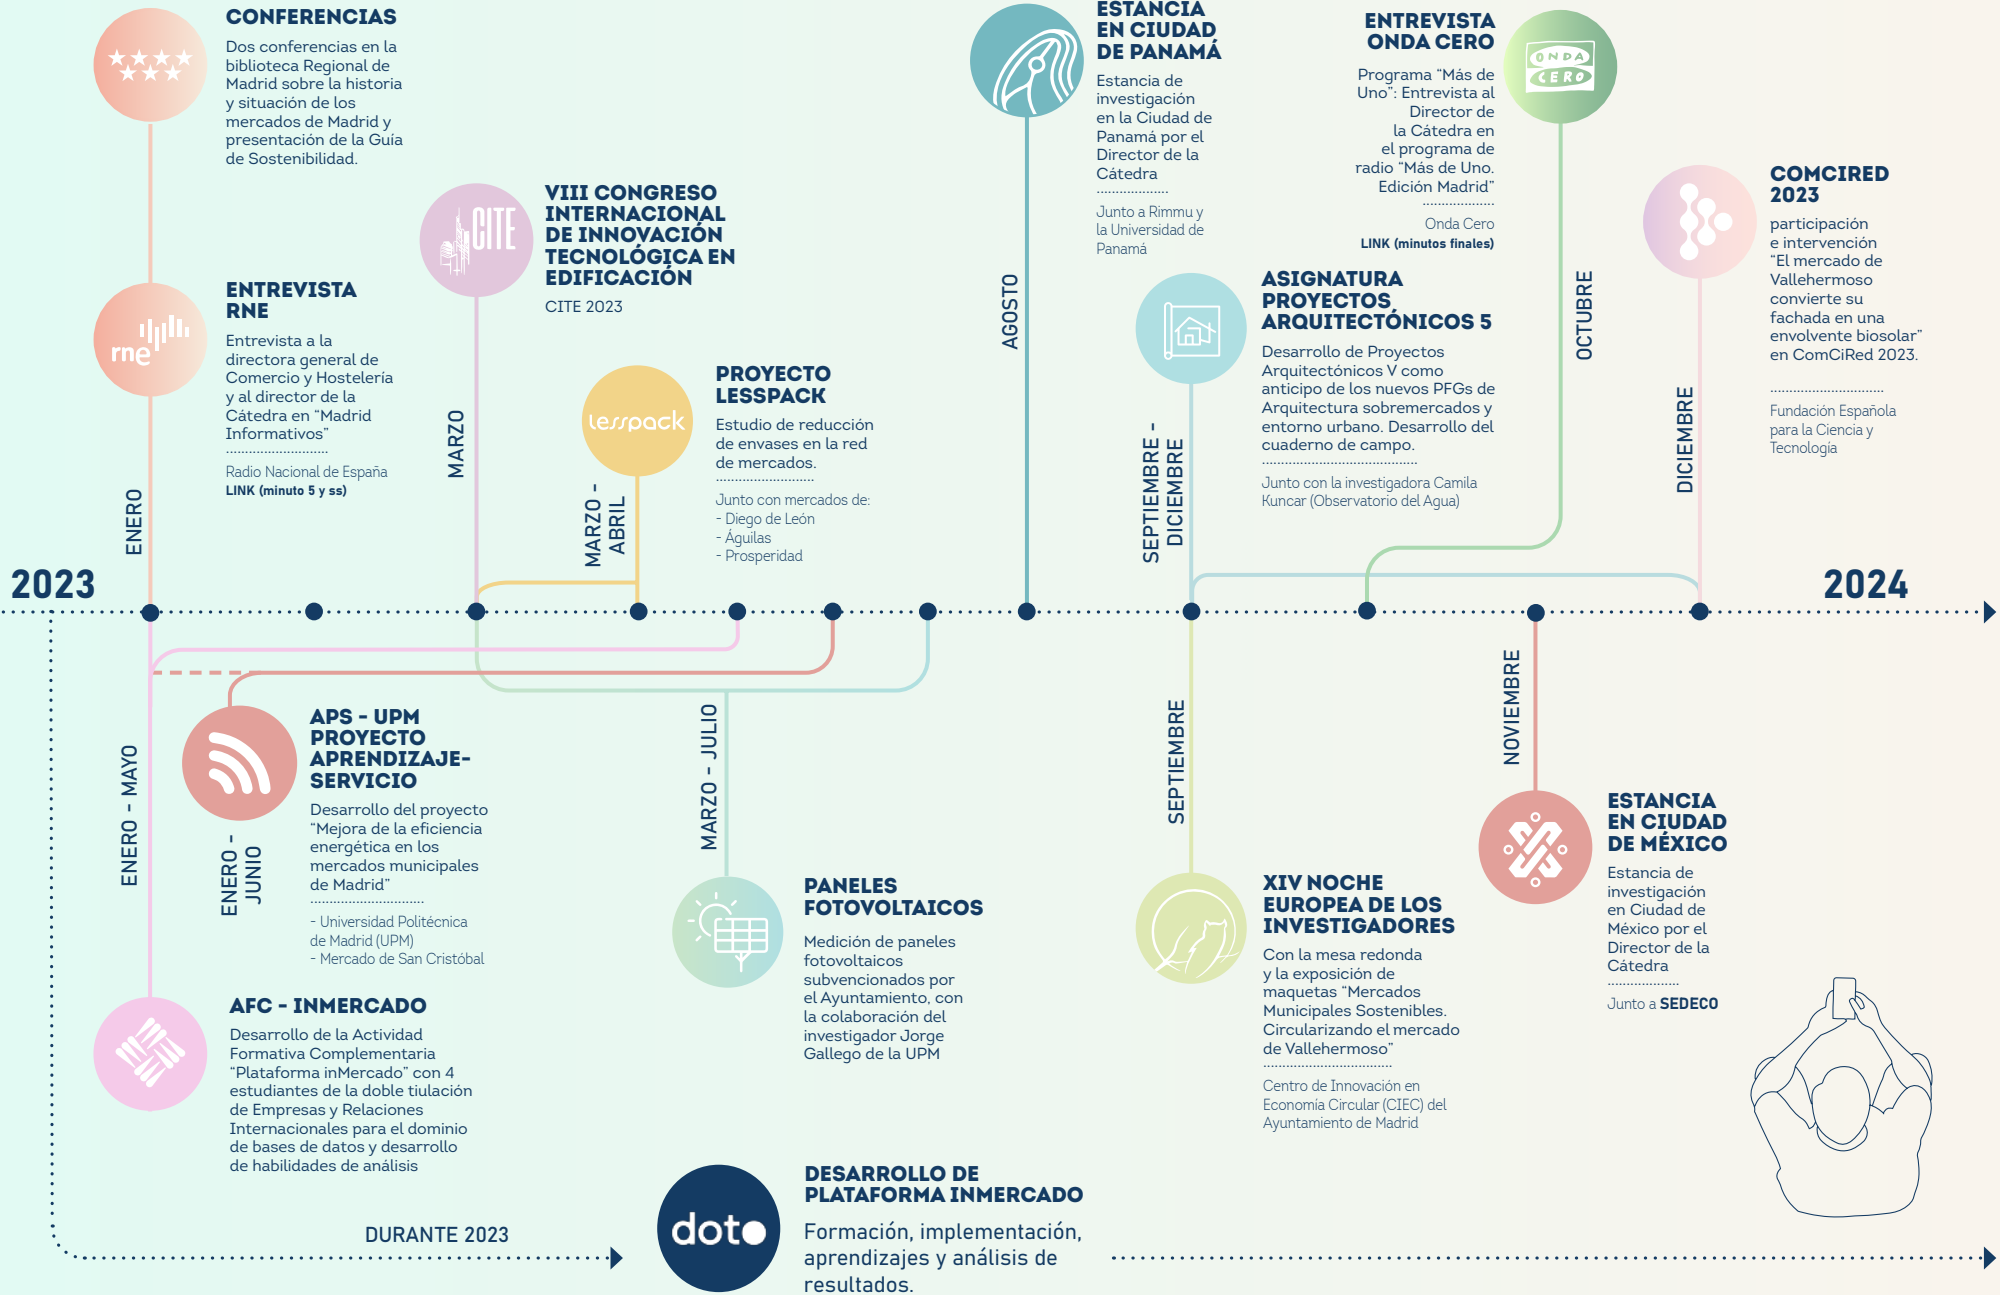 CONFERENCIAS
Dos conferencias en la
biblioteca Regional de
Madrid sobre la historia
y situación de los
mercados de Madrid y
presentación de la Guía
de Sostenibilidad.
rne
ENTREVISTA
RNE
Entrevista a la
directora general de
Comercio y Hostelería
y al director de la
Cátedra en “Madrid
Informativos”
Radio Nacional de España
LINK (minuto 5 y ss)
ENERO
CITE
VIII CONGRESO
INTERNACIONAL
DE INNOVACIÓN
TECNOLÓGICA EN
EDIFICACIÓN
CITE 2023
MARZO
lesspack
PROYECTO
LESSPACK
Estudio de reducción
de envases en la red
de mercados.
Junto con mercados de:
- Diego de León
- Águilas
- Prosperidad
MARZO -
ABRIL
ESTANCIA
EN CIUDAD
DE PANAMÁ
Estancia de
investigación
en la Ciudad de
Panamá por el
Director de la
Cátedra
Junto a Rimmu y
la Universidad de
Panamá
AGOSTO
ASIGNATURA
PROYECTOS
ARQUITECTÓNICOS 5
Desarrollo de Proyectos
Arquitectónicos V como
anticipo de los nuevos PFGs de
Arquitectura sobremercados y
entorno urbano. Desarrollo del
cuaderno de campo.
Junto con la investigadora Camila
Kuncar (Observatorio del Agua)
SEPTIEMBRE -
DICIEMBRE
ENTREVISTA
ONDA CERO
Programa “Más de
Uno”: Entrevista al
Director de
la Cátedra en
el programa de
radio “Más de Uno.
Edición Madrid”
Onda Cero
LINK (minutos finales)
ONDA
CERO
OCTUBRE
COMCIRED
2023
participación
e intervención
“El mercado de
Vallehermoso
convierte su
fachada en una
envolvente biosolar”
en ComCiRed 2023.
Fundación Española
para la Ciencia y
Tecnología
DICIEMBRE
2023
2024
ENERO - MAYO
APS - UPM
PROYECTO
APRENDIZAJE-
SERVICIO
Desarrollo del proyecto
“Mejora de la eficiencia
energética en los
mercados municipales
de Madrid”
- Universidad Politécnica
de Madrid (UPM)
- Mercado de San Cristóbal
ENERO -
JUNIO
AFC - INMERCADO
Desarrollo de la Actividad
Formativa Complementaria
“Plataforma inMercado” con 4
estudiantes de la doble tiulación
de Empresas y Relaciones
Internacionales para el dominio
de bases de datos y desarrollo
de habilidades de análisis
MARZO - JULIO
PANELES
FOTOVOLTAICOS
Medición de paneles
fotovoltaicos
subvencionados por
el Ayuntamiento, con
la colaboración del
investigador Jorge
Gallego de la UPM
SEPTIEMBRE
XIV NOCHE
EUROPEA DE LOS
INVESTIGADORES
Con la mesa redonda
y la exposición de
maquetas “Mercados
Municipales Sostenibles.
Circularizando el mercado
de Vallehermoso”
Centro de Innovación en
Economía Circular (CIEC) del
Ayuntamiento de Madrid
NOVIEMBRE
ESTANCIA
EN CIUDAD
DE MÉXICO
Estancia de
investigación
en Ciudad de
México por el
Director de la
Cátedra
Junto a SEDECO
DURANTE 2023
doto
DESARROLLO DE
PLATAFORMA INMERCADO
Formación, implementación,
aprendizajes y análisis de
resultados.